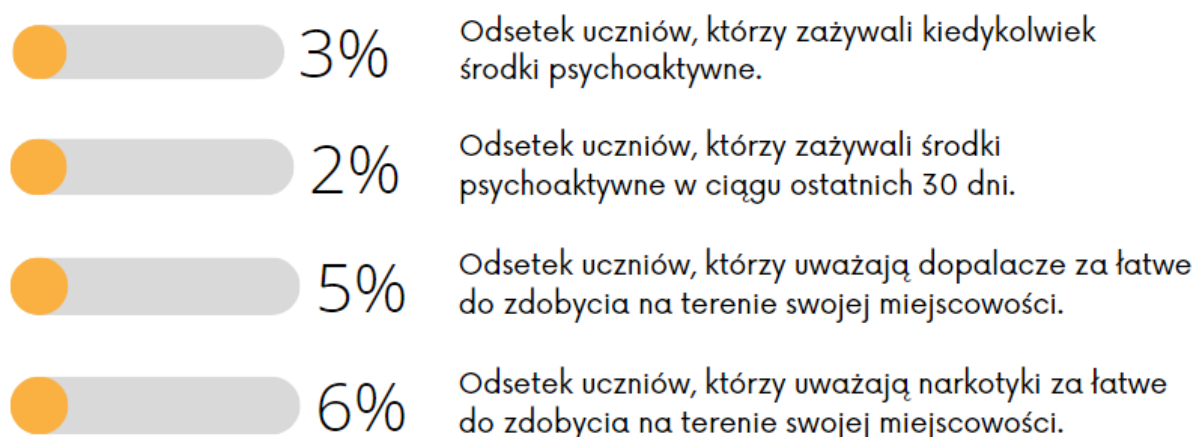 3%
Odsetek uczniów, którzy zażywali kiedykolwiek
środki psychoaktywne.
2%
Odsetek uczniów, którzy zażywali środki
psychoaktywne w ciągu ostatnich 30 dni.
5%
Odsetek uczniów, którzy uważają dopalacze za łatwe
do zdobycia na terenie swojej miejscowości.
6%
Odsetek uczniów, którzy uważają narkotyki za łatwe
do zdobycia na terenie swojej miejscowości.